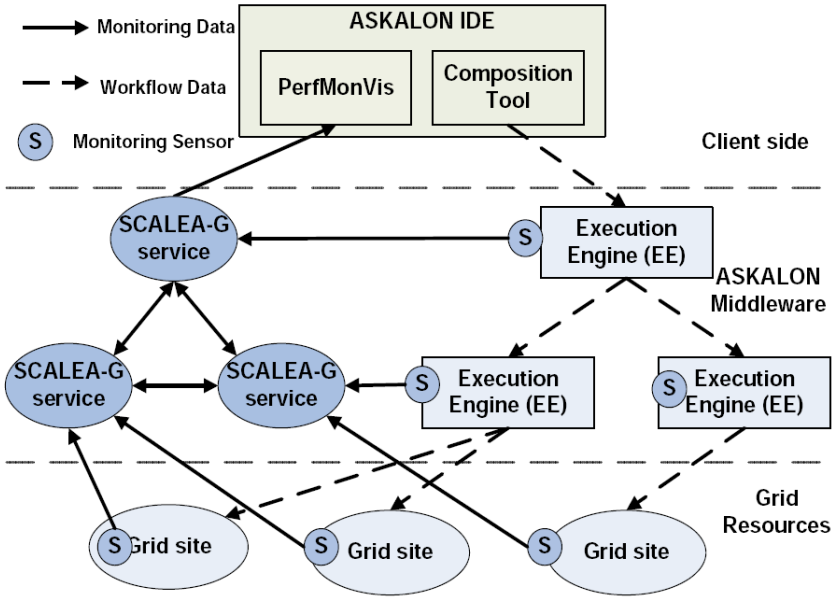 Monitoring Data
Workflow Data
S
Monitoring Sensor
ASKALON IDE
PerfMonVis
Composition
Tool
Client side
SCALEA-G
service
S
Execution
Engine (EE)
ASKALON
Middleware
SCALEA-G
service
SCALEA-G
service
S
Execution
Engine (EE)
S
Execution
Engine (EE)
Grid
Resources
S
Grid site
S
Grid site
S
Grid site